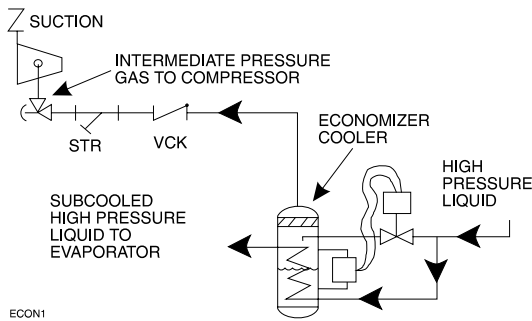 SUCTION
INTERMEDIATE PRESSURE
GAS TO COMPRESSOR
STR
VCK
ECONOMIZER
COOLER
HIGH
PRESSURE
LIQUID
SUBCOOLED
HIGH PRESSURE
LIQUID TO
EVAPORATOR
ECON1